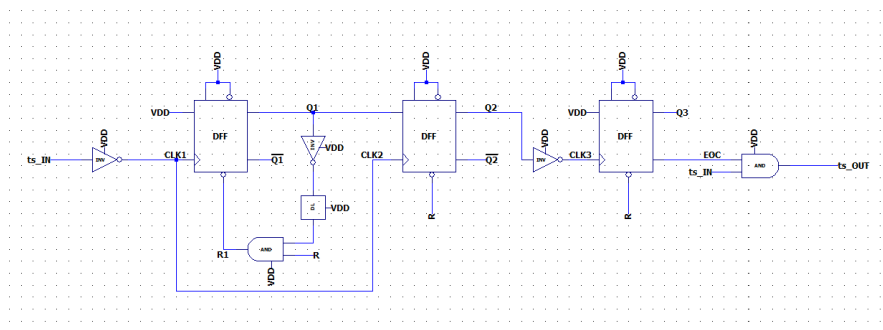 VDD
VDD
VDD
VDD
Q1
Q2
VDD
Q3
DFF
DFF
DFF
VDD
INV
VDD
VDD
VDD
ts_IN
INV
CLK1
Q1
CLK2
Q2
INV
CLK3
EOC
AND
ts_OUT
ts_IN
DL
VDD
R
R
R1
AND
R
VDD